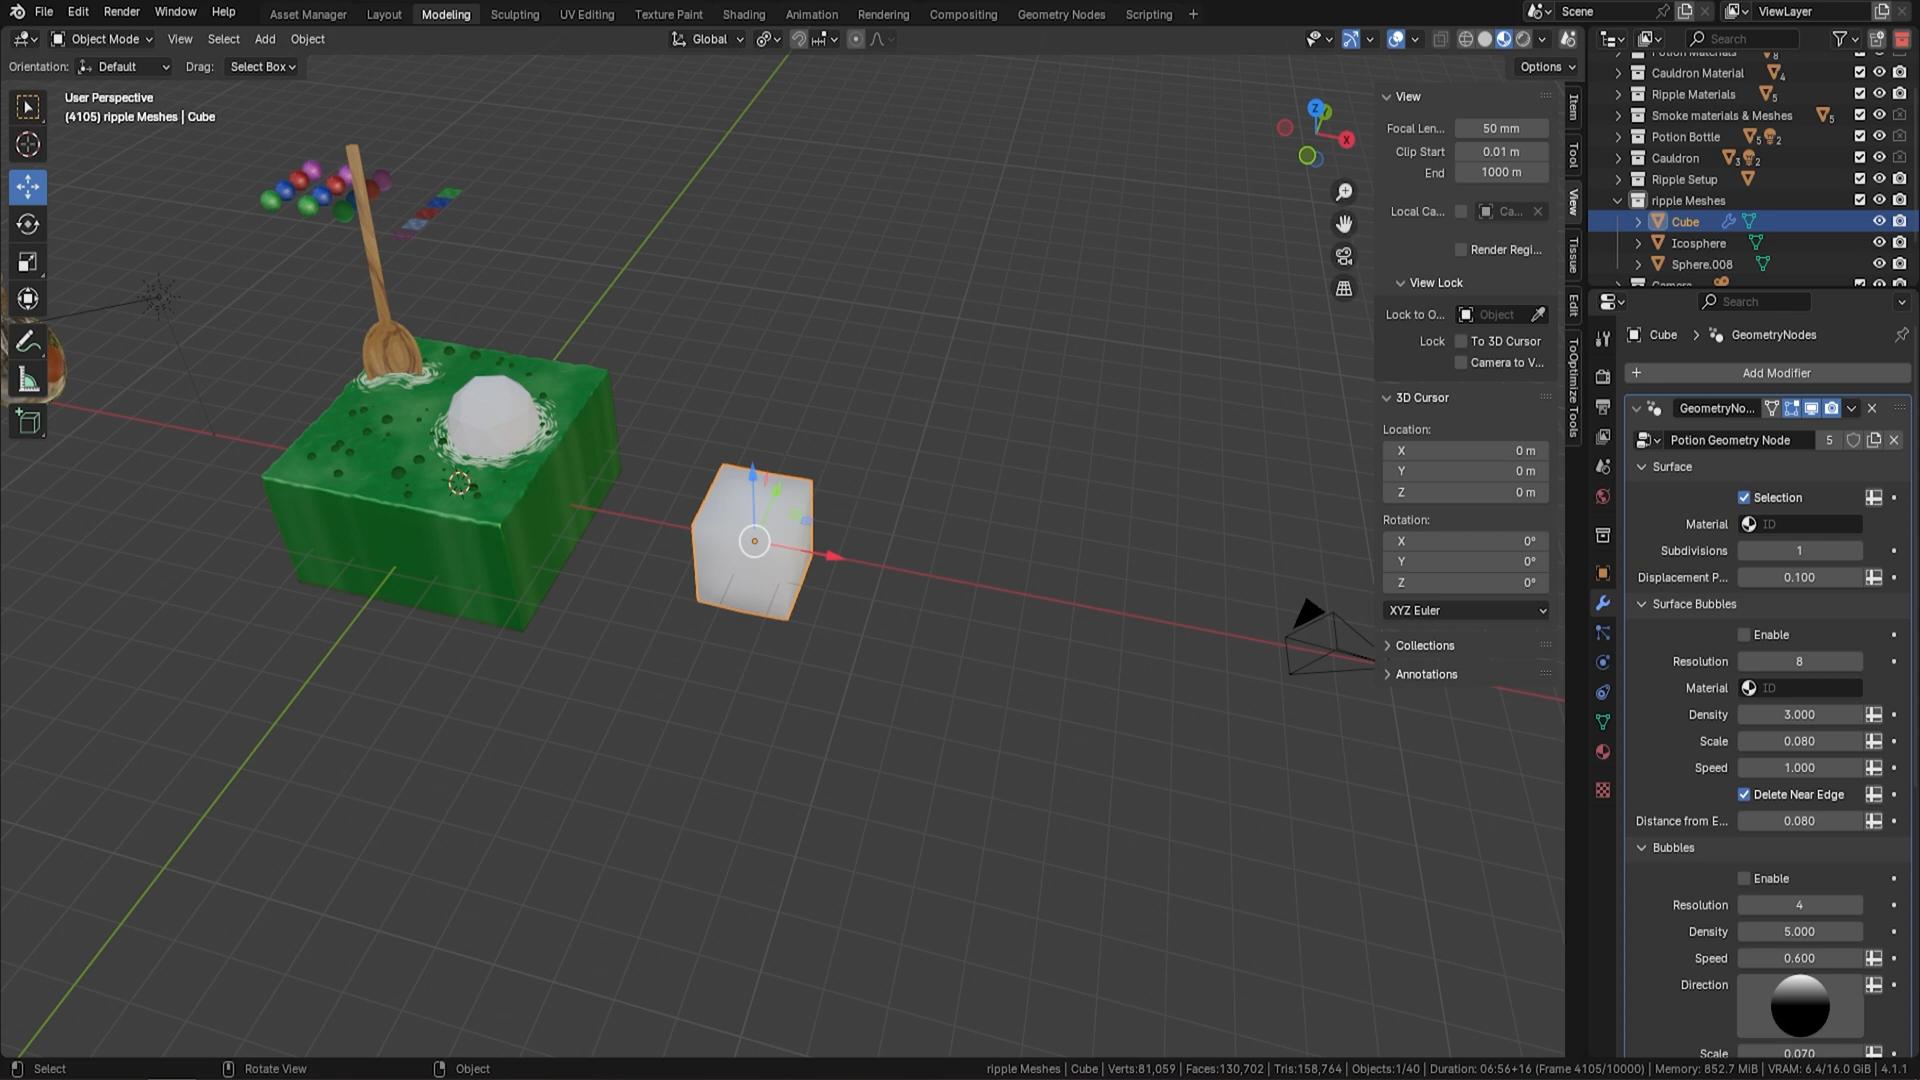 File Edit Render Window Help
Asset Manager Layout Modeling Sculpting UV Editing Texture Paint Shading Animation Rendering Compositing Geometry Nodes Scripting +
Scene
ViewLayer
Object Mode View Select Add Object
Global
Search
Orientation: Default Drag: Select Box
Options
User Perspective
(4105) ripple Meshes | Cube
Z
X
View
Focal Len... 50 mm
Clip Start 0.01 m
End 1000 m
Local Ca... Ca...
Render Regi...
View Lock
Lock to O... Object
Lock To 3D Cursor
Camera to V...
3D Cursor
Location:
X 0 m
Y 0 m
Z 0 m
Rotation:
X 0°
Y 0°
Z 0°
XYZ Euler
Collections
Annotations
Item
Tool
View
Tissue
Edit
ToOptimize Tools
Potion Materials 8
Cauldron Material 4
Ripple Materials 5
Smoke materials & Meshes 5
Potion Bottle 5 2
Cauldron 3 2
Ripple Setup
ripple Meshes
Cube
Icosphere
Sphere.008
Camera
Search
Cube > GeometryNodes
+ Add Modifier
GeometryNo...
Potion Geometry Node 5
Surface
Selection
Material ID
Subdivisions 1
Displacement P... 0.100
Surface Bubbles
Enable
Resolution 8
Material ID
Density 3.000
Scale 0.080
Speed 1.000
Delete Near Edge
Distance from E... 0.080
Bubbles
Enable
Resolution 4
Density 5.000
Speed 0.600
Direction
Scale 0.070
Select Rotate View Object
ripple Meshes | Cube | Verts:81,059 | Faces:130,702 | Tris:158,764 | Objects:1/40 | Duration: 06:56+16 (Frame 4105/10000) | Memory: 852.7 MiB | VRAM: 6.4/16.0 GiB | 4.1.1